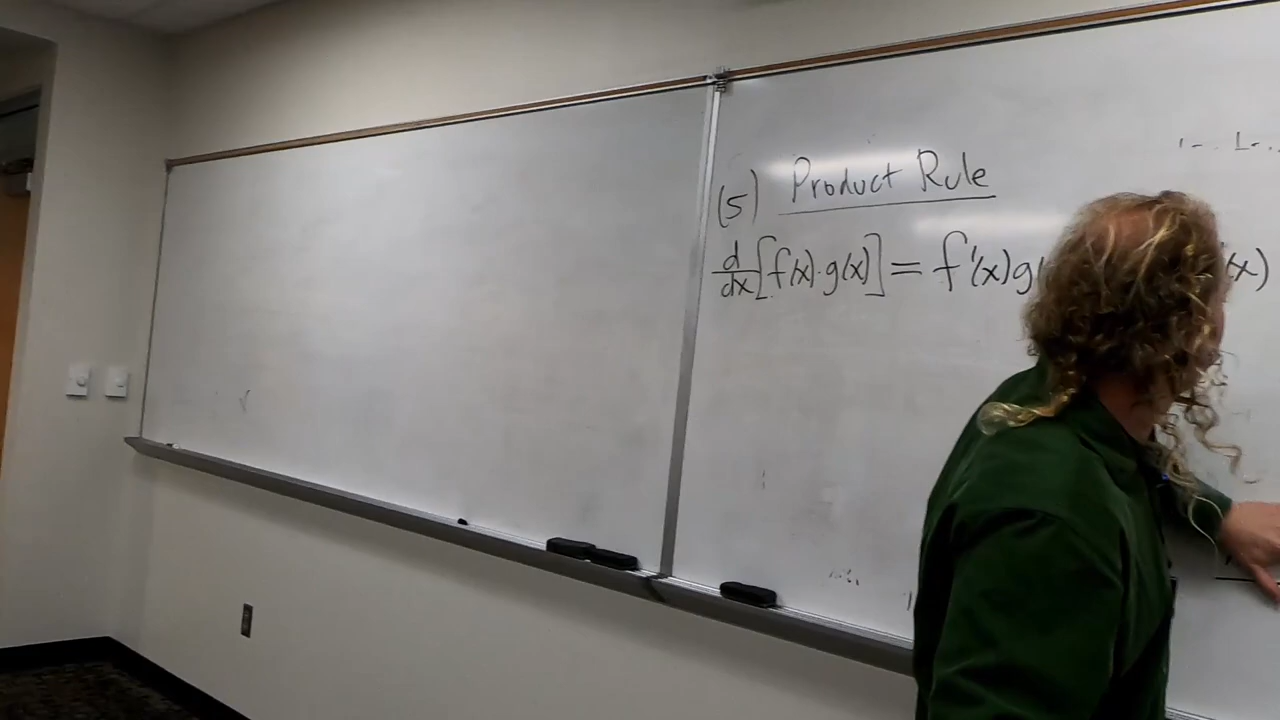 (5) Product Rule
d/dx[f(x)·g(x)] = f'(x)g(x)